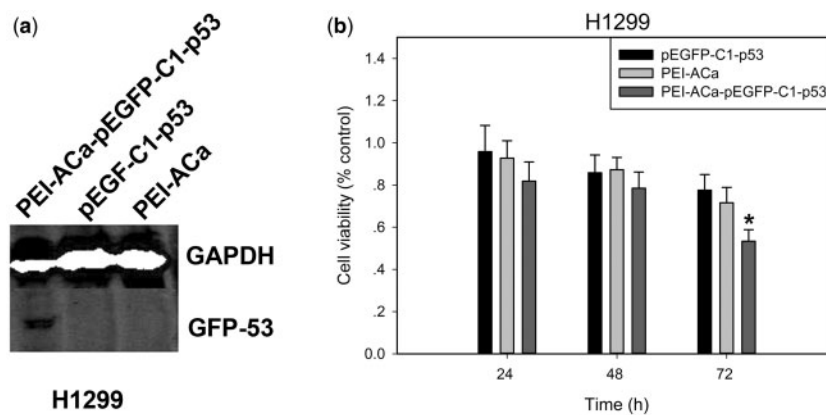 (a)
PEI-ACa-pEGFP-C1-p53
pEGF-C1-p53
PEI-ACa
GAPDH
GFP-53
H1299
(b)
H1299
pEGFP-C1-p53
PEI-ACa
PEI-ACa-pEGFP-C1-p53
Cell viability (% control)
1.4
1.2
1.0
.8
.6
.4
.2
0.0
*
24
48
72
Time (h)